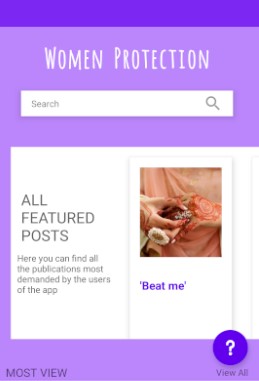 Women Protection
Search
ALL
FEATURED
POSTS
Here you can find all
the publications most
demanded by the users
of the app
'Beat me'
?
MOST VIEW
View All